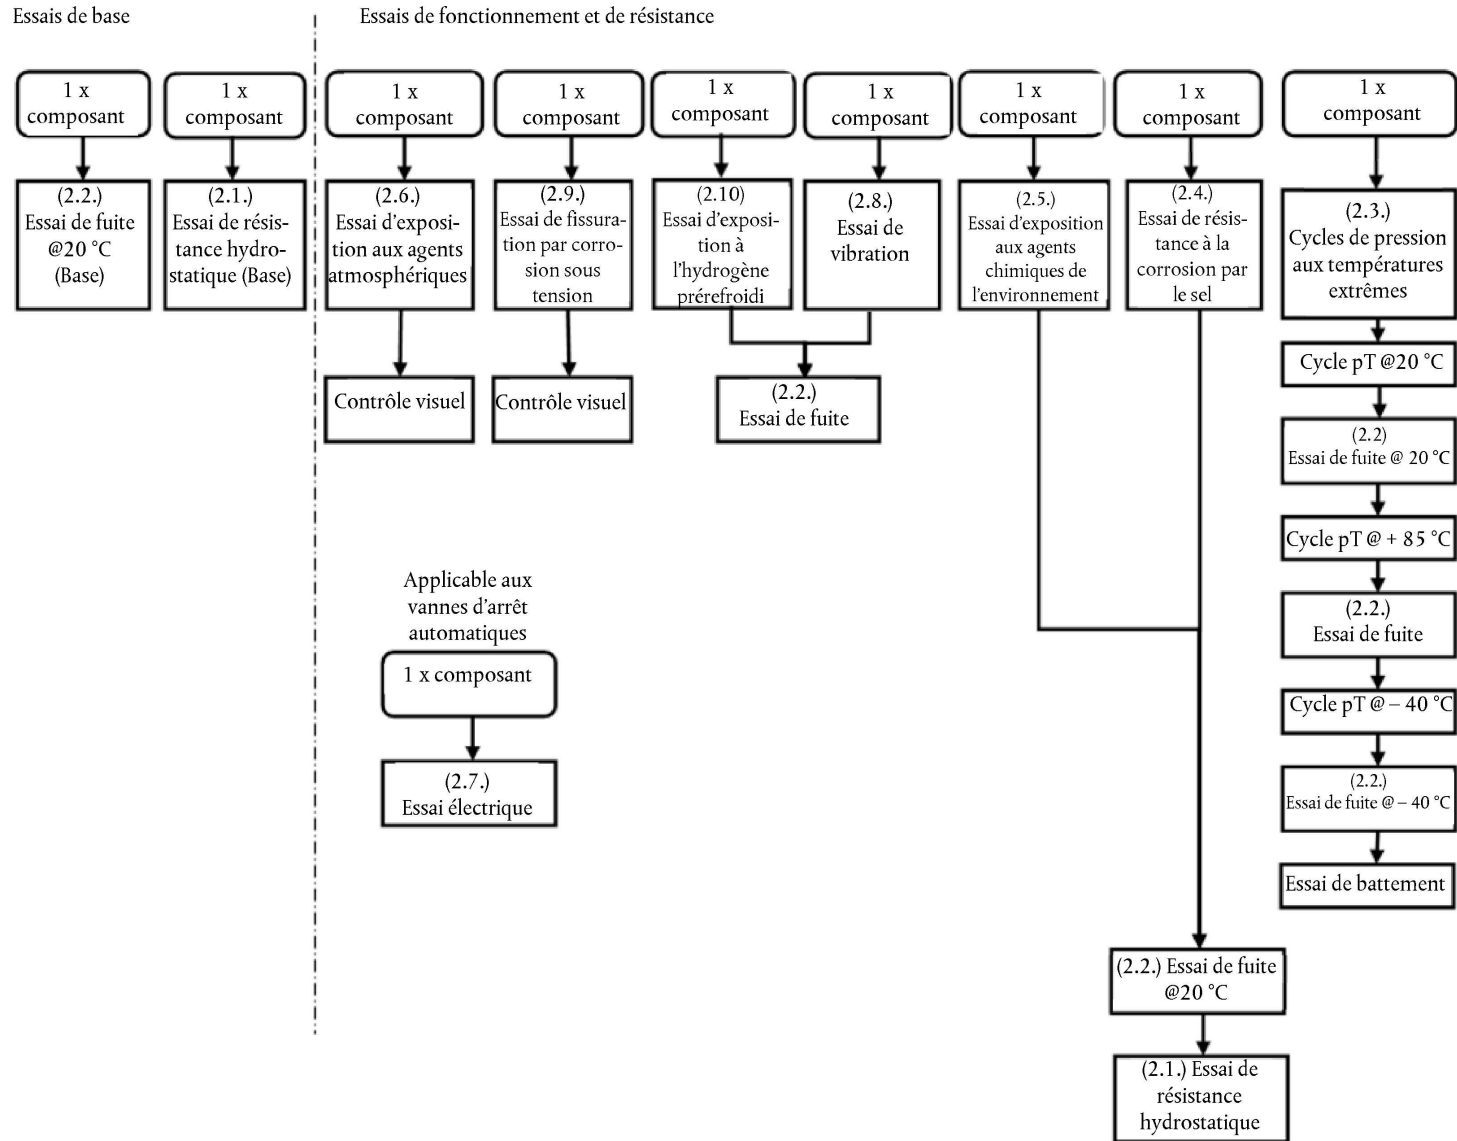 Essais de base
Essais de fonctionnement et de résistance
1 x
composant
1 x
composant
1 x
composant
1 x
composant
1 x
composant
1 x
composant
1 x
composant
1 x
composant
1 x
composant
(2.2.)
Essai de fuite
@20 °C
(Base)
(2.1.)
Essai de résis-
tance hydro-
statique (Base)
(2.6.)
Essai d'exposi-
tion aux agents
atmosphériques
(2.9.)
Essai de fissura-
tion par corro-
sion sous
tension
(2.10)
Essai d'exposi-
tion à
l'hydrogène
prérefroidi
(2.8.)
Essai de
vibration
(2.5.)
Essai d'exposition
aux agents
chimiques de
l'environnement
(2.4.)
Essai de résis-
tance à la
corrosion par
le sel
(2.3.)
Cycles de pression
aux températures
extrêmes
Contrôle visuel
Contrôle visuel
(2.2.)
Essai de fuite
Cycle pT @20 °C
(2.2)
Essai de fuite @ 20 °C
Cycle pT @ + 85 °C
(2.2.)
Essai de fuite
Cycle pT @ – 40 °C
(2.2.)
Essai de fuite @ – 40 °C
Essai de battement
Applicable aux
vannes d'arrêt
automatiques
1 x composant
(2.7.)
Essai électrique
(2.2.) Essai de fuite
@20 °C
(2.1.) Essai de
résistance
hydrostatique